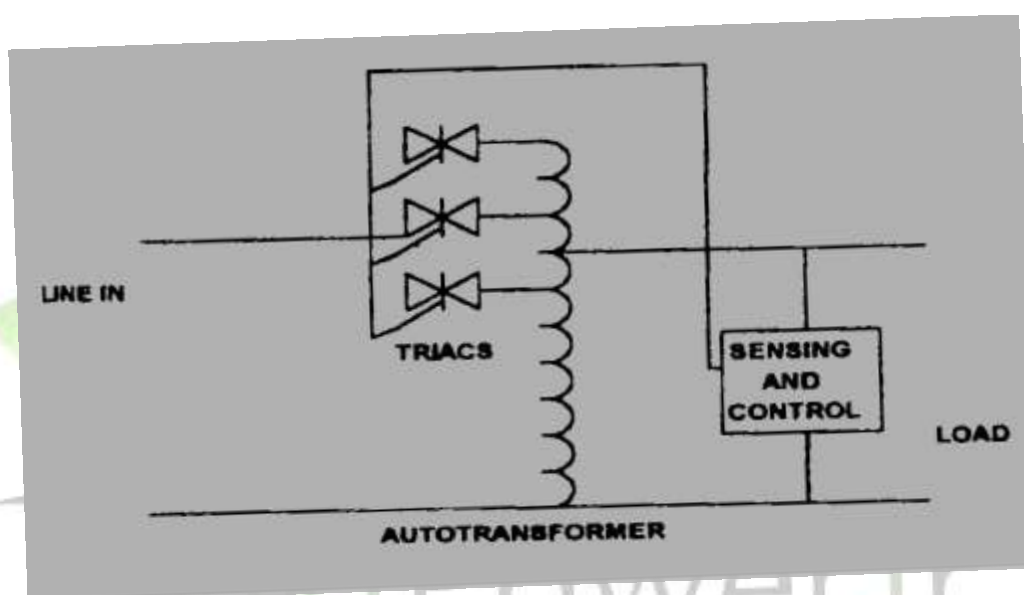 LINE IN
TRIACS
SENSING
AND
CONTROL
LOAD
AUTOTRANSFORMER